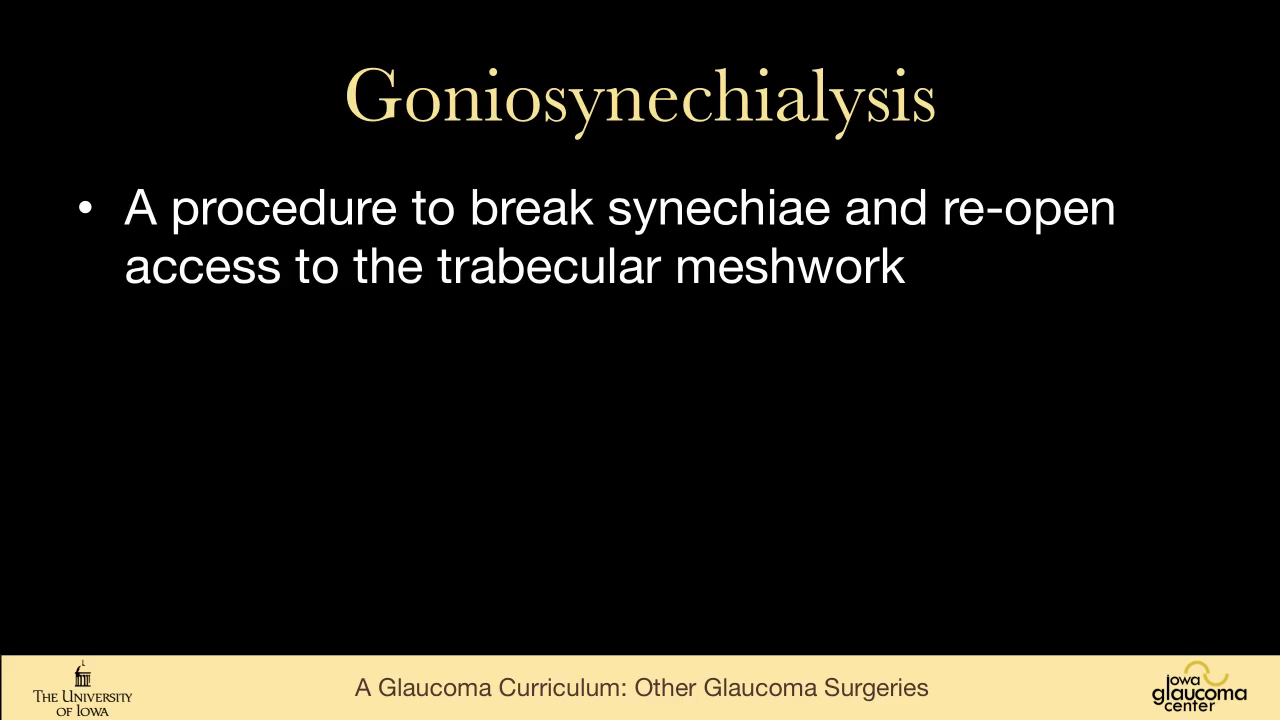 Goniosynechialysis
• A procedure to break synechiae and re-open
access to the trabecular meshwork
THE UNIVERSITY
OF IOWA
A Glaucoma Curriculum: Other Glaucoma Surgeries
iowa
glaucoma
center